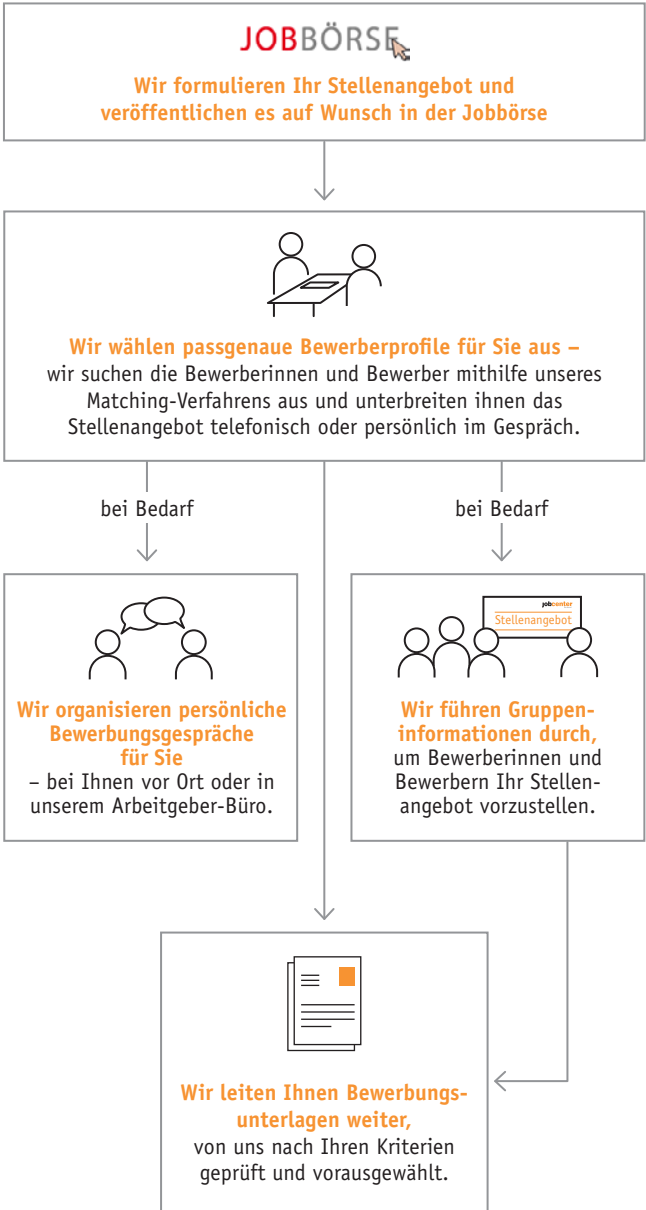 JOBBÖRSE
Wir formulieren Ihr Stellenangebot und
veröffentlichen es auf Wunsch in der Jobbörse
Wir wählen passgenaue Bewerberprofile für Sie aus –
wir suchen die Bewerberinnen und Bewerber mithilfe unseres
Matching-Verfahrens aus und unterbreiten ihnen das
Stellenangebot telefonisch oder persönlich im Gespräch.
bei Bedarf
bei Bedarf
Wir organisieren persönliche
Bewerbungsgespräche
für Sie
– bei Ihnen vor Ort oder in
unserem Arbeitgeber-Büro.
jobcenter
Stellenangebot
Wir führen Gruppen-
informationen durch,
um Bewerberinnen und
Bewerbern Ihr Stellen-
angebot vorzustellen.
Wir leiten Ihnen Bewerbungs-
unterlagen weiter,
von uns nach Ihren Kriterien
geprüft und vorausgewählt.